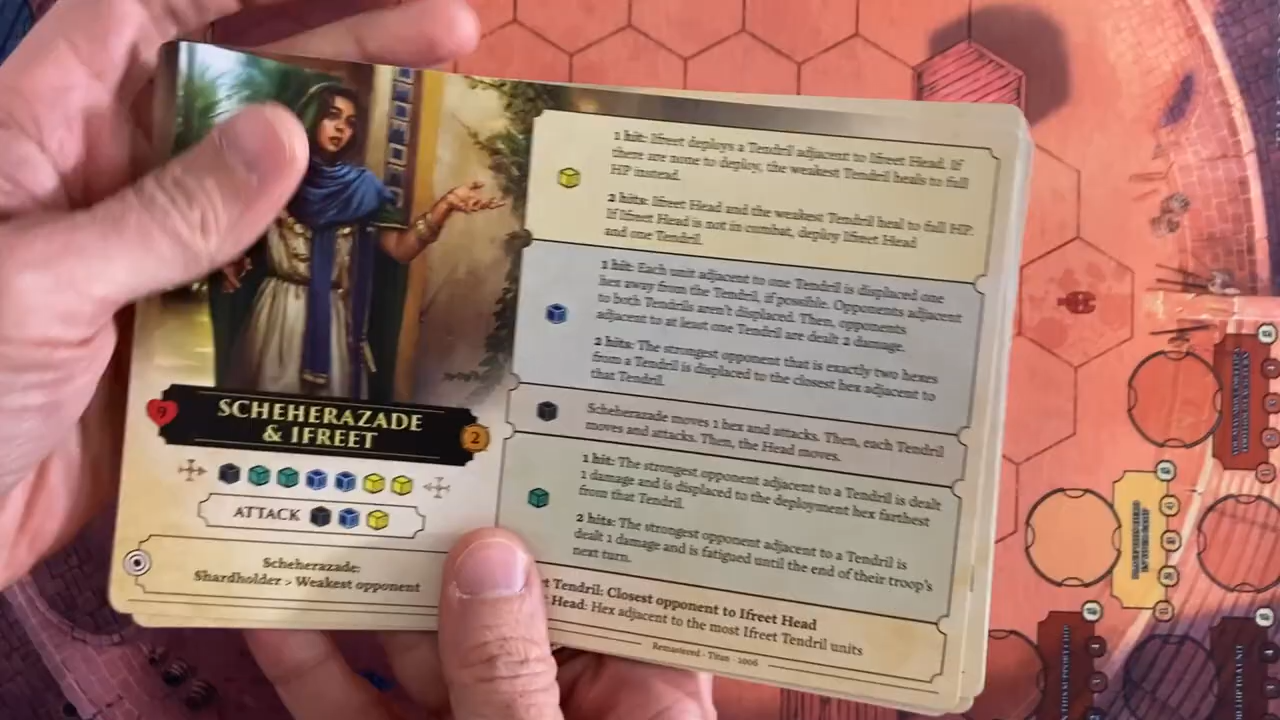 9
SCHEHERAZADE
& IFREET
2
ATTACK
Scheherazade:
Shardholder > Weakest opponent
1 hit: Ifreet deploys a Tendril adjacent to Ifreet Head. If
there are none to deploy, the weakest Tendril heals to full
HP instead.
2 hits: Ifreet Head and the weakest Tendril heal to full HP.
If Ifreet Head is not in combat, deploy Ifreet Head
and one Tendril.
1 hit: Each unit adjacent to one Tendril is displaced one
hex away from the Tendril, if possible. Opponents adjacent
to both Tendrils aren't displaced. Then, opponents
adjacent to at least one Tendril are dealt 2 damage.
2 hits: The strongest opponent that is exactly two hexes
from a Tendril is displaced to the closest hex adjacent to
that Tendril.
Scheherazade moves 1 hex and attacks. Then, each Tendril
moves and attacks. Then, the Head moves.
1 hit: The strongest opponent adjacent to a Tendril is dealt
1 damage and is displaced to the deployment hex farthest
from that Tendril.
2 hits: The strongest opponent adjacent to a Tendril is
dealt 1 damage and is fatigued until the end of their troop's
next turn.
Tendril: Closest opponent to Ifreet Head
Head: Hex adjacent to the most Ifreet Tendril units
Remastered - Titan - 2006